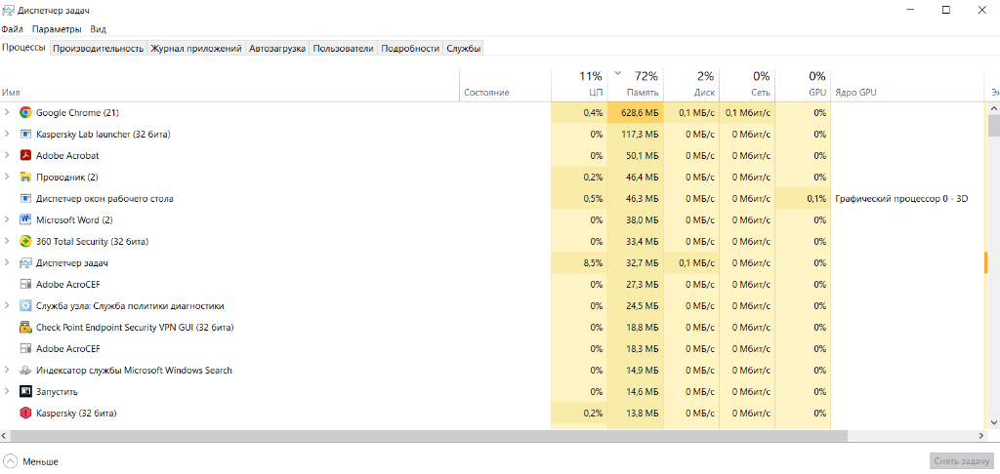 Диспетчер задач
Файл Параметры Вид
Процессы Производительность Журнал приложений Автозагрузка Пользователи Подробности Службы
11% 72% 2% 0% 0%
Имя Состояние ЦП Память Диск Сеть GPU Ядро GPU Эн
Google Chrome (21) 0,4% 628,6 МБ 0,1 МБ/с 0,1 Мбит/с 0%
Kaspersky Lab launcher (32 бита) 0% 117,3 МБ 0 МБ/с 0 Мбит/с 0%
Adobe Acrobat 0% 50,1 МБ 0 МБ/с 0 Мбит/с 0%
Проводник (2) 0,2% 46,4 МБ 0 МБ/с 0 Мбит/с 0%
Диспетчер окон рабочего стола 0,5% 46,3 МБ 0 МБ/с 0 Мбит/с 0,1% Графический процессор 0 - 3D
Microsoft Word (2) 0% 38,0 МБ 0 МБ/с 0 Мбит/с 0%
360 Total Security (32 бита) 0% 33,4 МБ 0 МБ/с 0 Мбит/с 0%
Диспетчер задач 8,5% 32,7 МБ 0,1 МБ/с 0 Мбит/с 0%
Adobe AcroCEF 0% 27,3 МБ 0 МБ/с 0 Мбит/с 0%
Служба узла: Служба политики диагностики 0% 24,5 МБ 0 МБ/с 0 Мбит/с 0%
Check Point Endpoint Security VPN GUI (32 бита) 0% 18,8 МБ 0 МБ/с 0 Мбит/с 0%
Adobe AcroCEF 0% 18,3 МБ 0 МБ/с 0 Мбит/с 0%
Индексатор службы Microsoft Windows Search 0% 14,9 МБ 0 МБ/с 0 Мбит/с 0%
Запустить 0% 14,6 МБ 0 МБ/с 0 Мбит/с 0%
Kaspersky (32 бита) 0,2% 13,8 МБ 0 МБ/с 0 Мбит/с 0%
Меньше Снять задачу